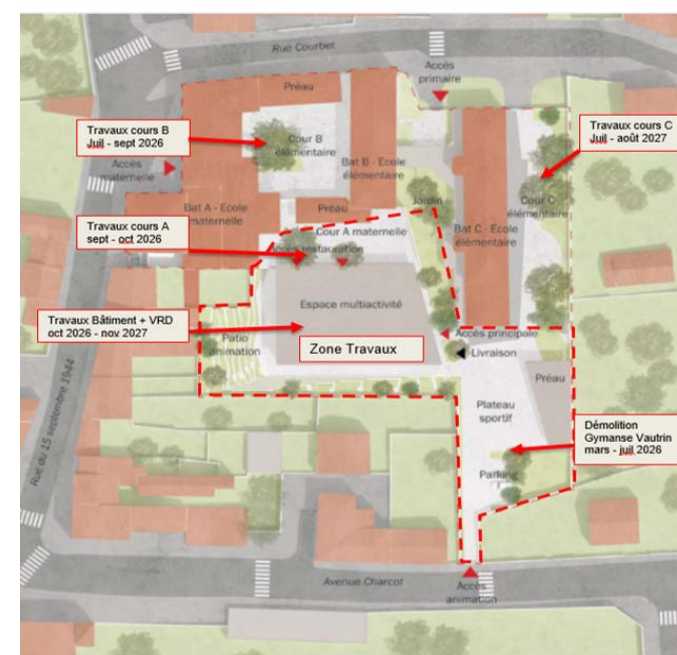 Rue Courbet
Accès
primaire
Préau
Travaux cours B
Juil - sept 2026
Travaux cours C
Juil - août 2027
Cour B
élémentaire
Accès
maternelle
Bat B - Ecole
élémentaire
Bat A - Ecole
maternelle
Préau
Jardin
Cour C
élémentaire
Bat C - Ecole
élémentaire
Travaux cours A
sept - oct 2026
Cour A maternelle
Accès restauration
Espace multiactivité
Travaux Bâtiment + VRD
oct 2026 - nov 2027
Patio
animation
Zone Travaux
Accès principale
Livraison
Préau
Plateau
sportif
Démolition
Gymanse Vautrin
mars - juil 2026
Parking
Rue du 15 septembre 1944
Avenue Charcot
Accès
animation